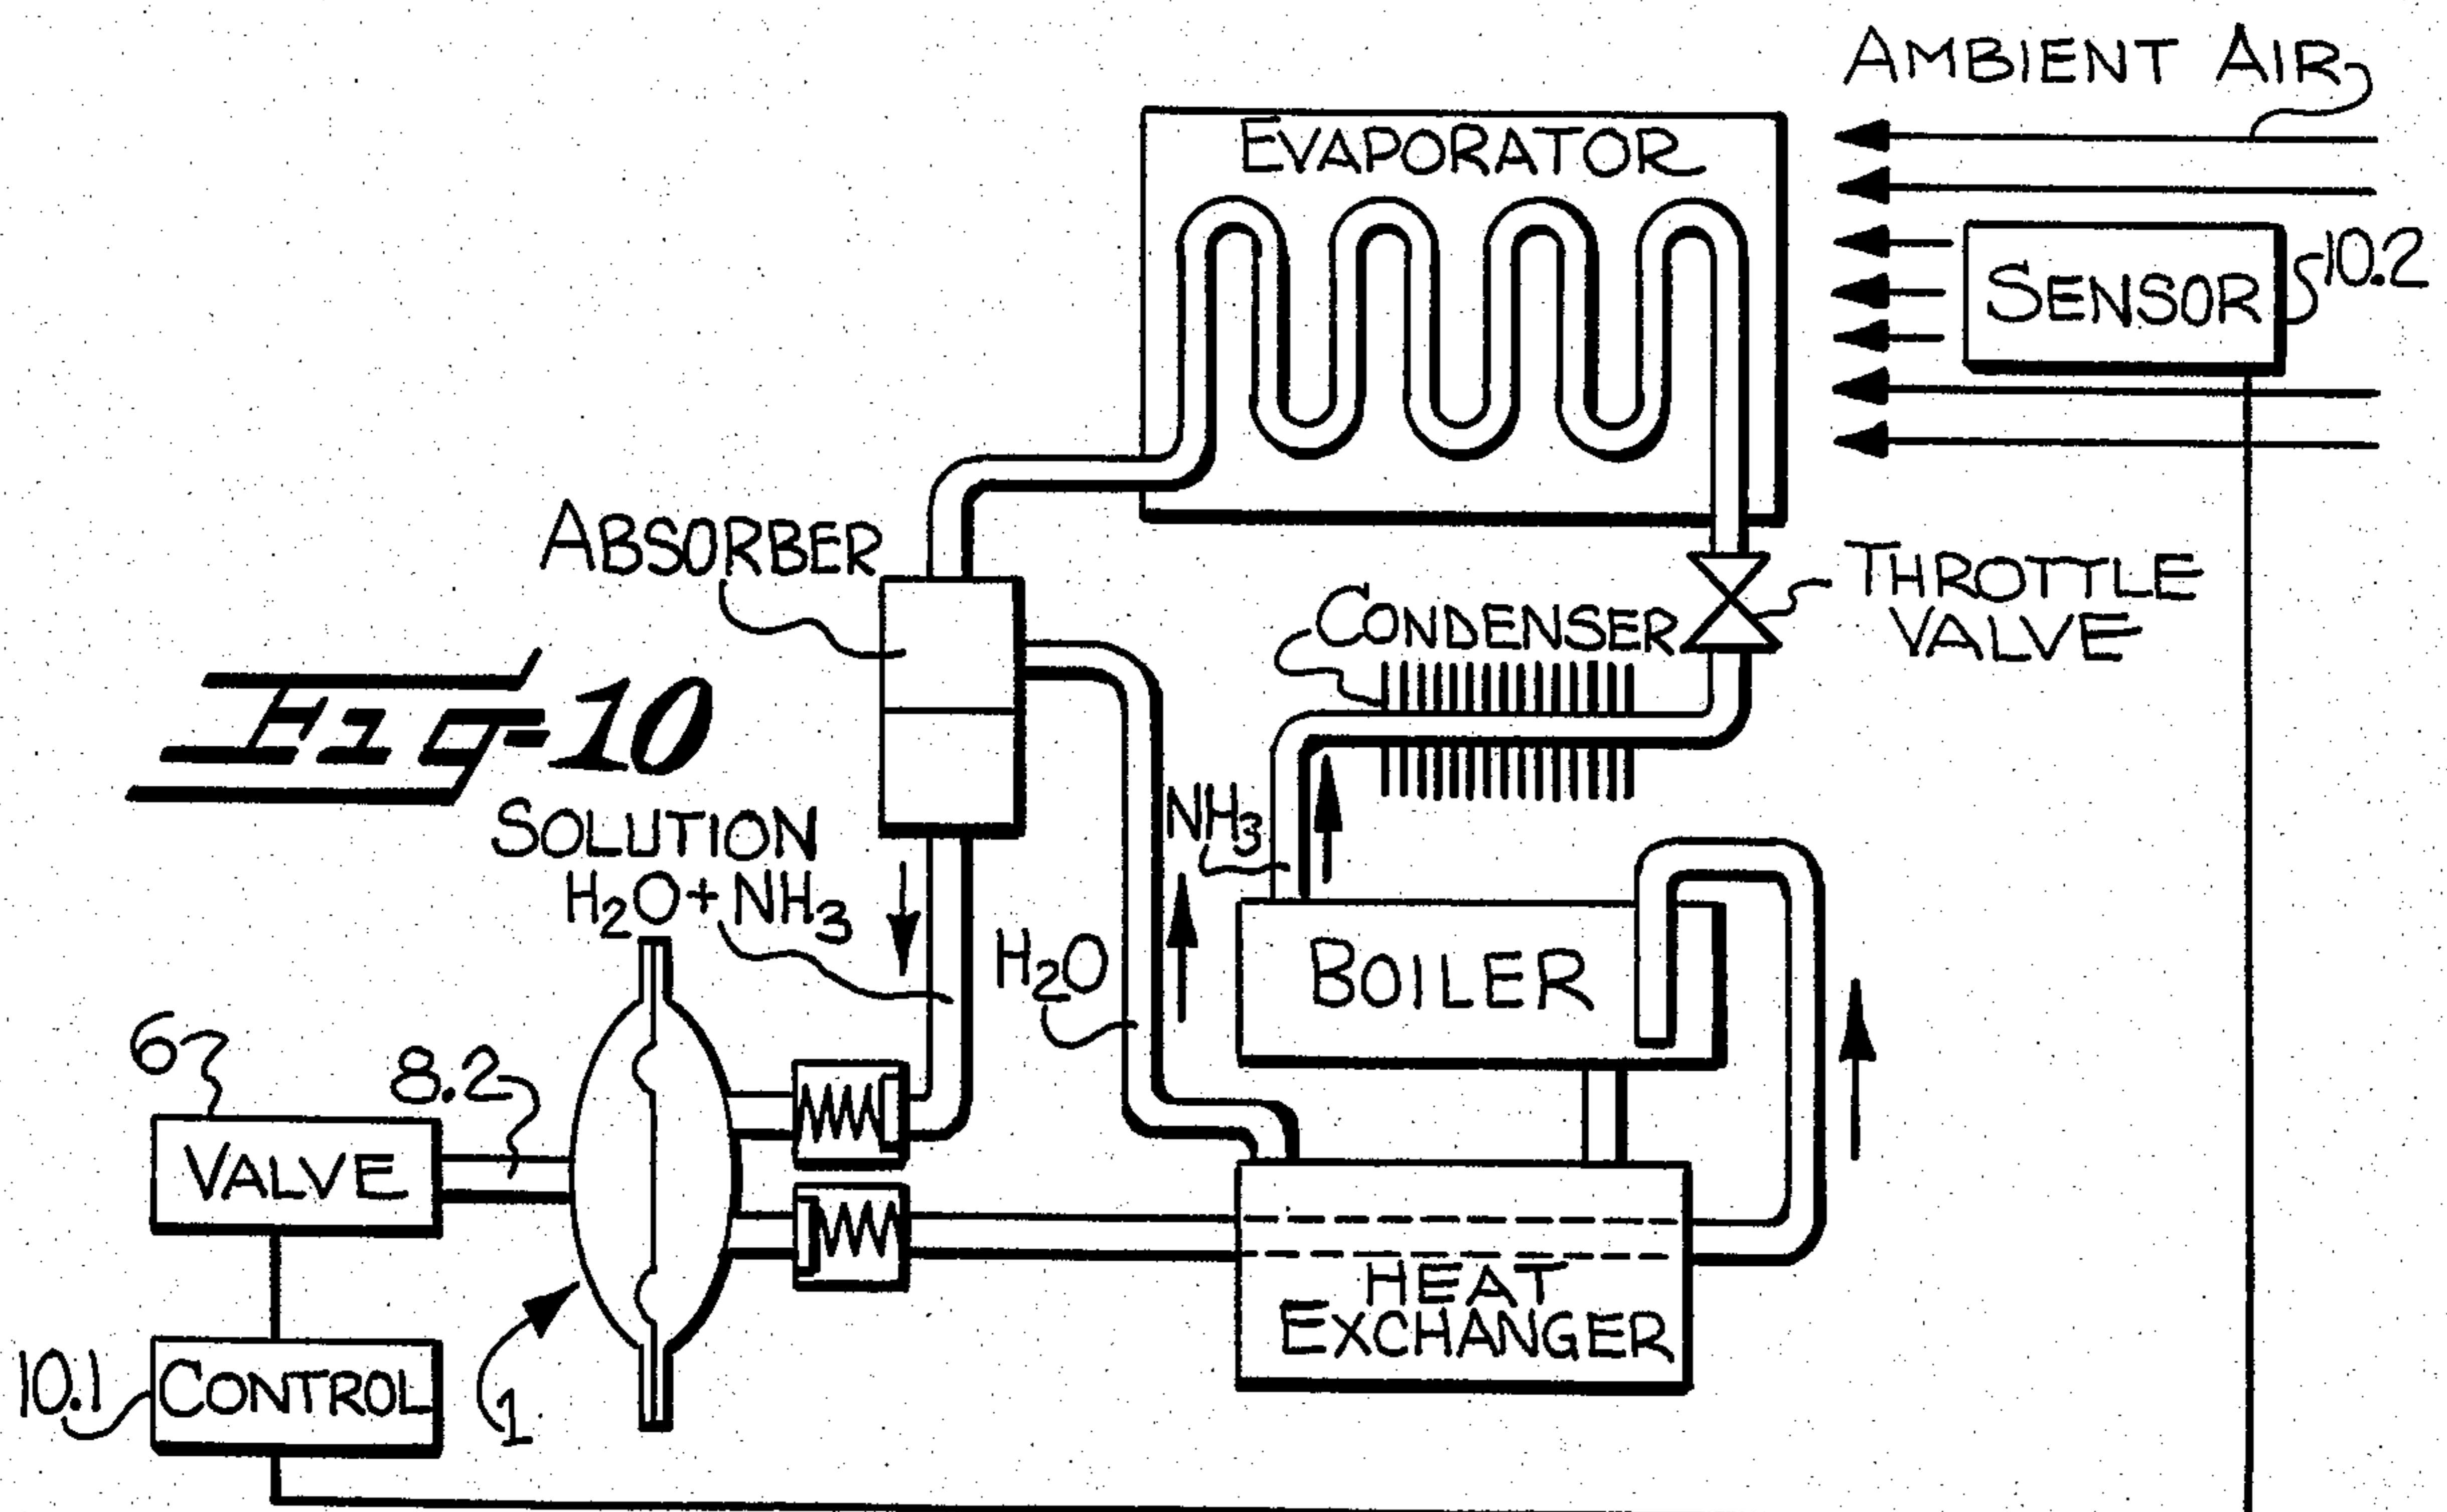 AMBIENT AIR
EVAPORATOR
SENSOR
10.2
ABSORBER
THROTTLE
VALVE
CONDENSER
Fig-10
SOLUTION
H₂O+NH₃
NH₃
H₂O
BOILER
6
8.2
VALVE
HEAT
EXCHANGER
10.1
CONTROL
1